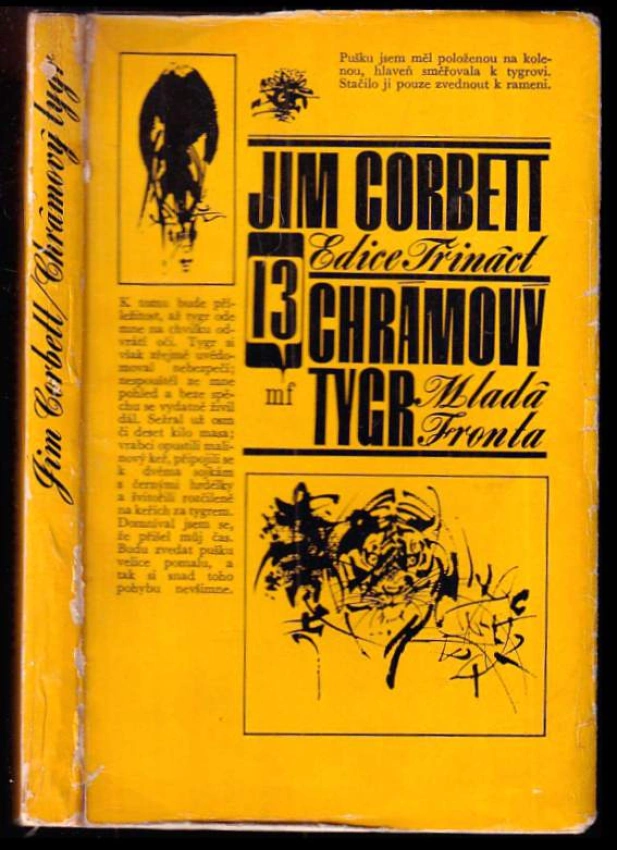 Jim Corbett/Chrámový tygr
Pušku jsem měl položenou na kole-
nou, hlaveň směřovala k tygrovi.
Stačilo ji pouze zvednout k rameni.
JIM CORBETT
Edice Třináct
13
CHRÁMOVÝ
TYGR
mf
Mladá
Fronta
K tomu bude pří-
ležitost, až tygr ode
mne na chvilku od-
vrátí oči. Tygr si
však zřejmě uvědo-
moval nebezpečí;
nespouštěl ze mne
pohled a beze spě-
chu se vydatně živil
dál. Sežral už osm
či deset kilo masa;
vrabci opustili mali-
nový keř, připojili se
k dvěma sojkám
s černými hrdélky
a švitořili rozčileně
na keřích za tygrem.
Domníval jsem se,
že přišel můj čas.
Budu zvedat pušku
velice pomalu, a
tak si snad toho
pohybu nevšimne.